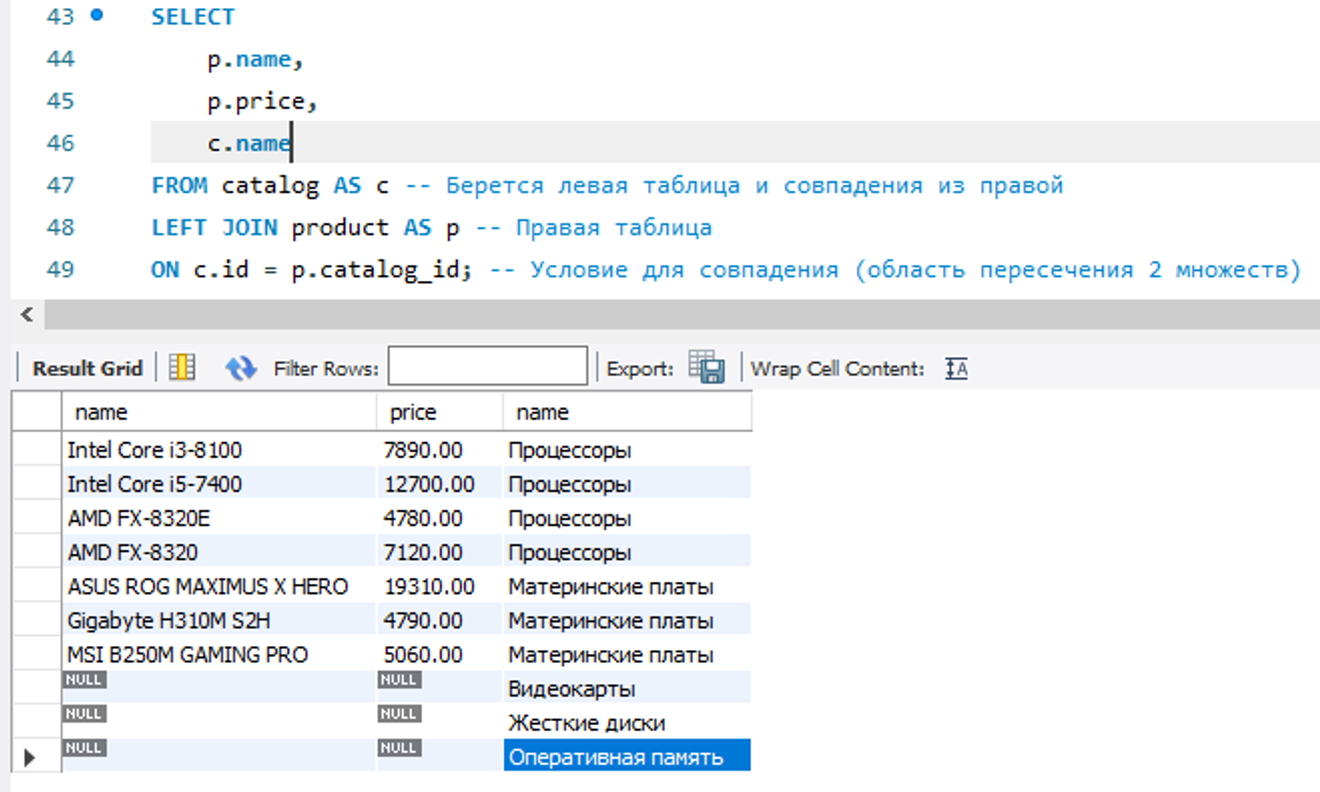 43 SELECT
44 p.name,
45 p.price,
46 c.name
47 FROM catalog AS c -- Берется левая таблица и совпадения из правой
48 LEFT JOIN product AS p -- Правая таблица
49 ON c.id = p.catalog_id; -- Условие для совпадения (область пересечения 2 множеств)
Result Grid Filter Rows: Export: Wrap Cell Content:
name price name
Intel Core i3-8100 7890.00 Процессоры
Intel Core i5-7400 12700.00 Процессоры
AMD FX-8320E 4780.00 Процессоры
AMD FX-8320 7120.00 Процессоры
ASUS ROG MAXIMUS X HERO 19310.00 Материнские платы
Gigabyte H310M S2H 4790.00 Материнские платы
MSI B250M GAMING PRO 5060.00 Материнские платы
NULL NULL Видеокарты
NULL NULL Жесткие диски
NULL NULL Оперативная память